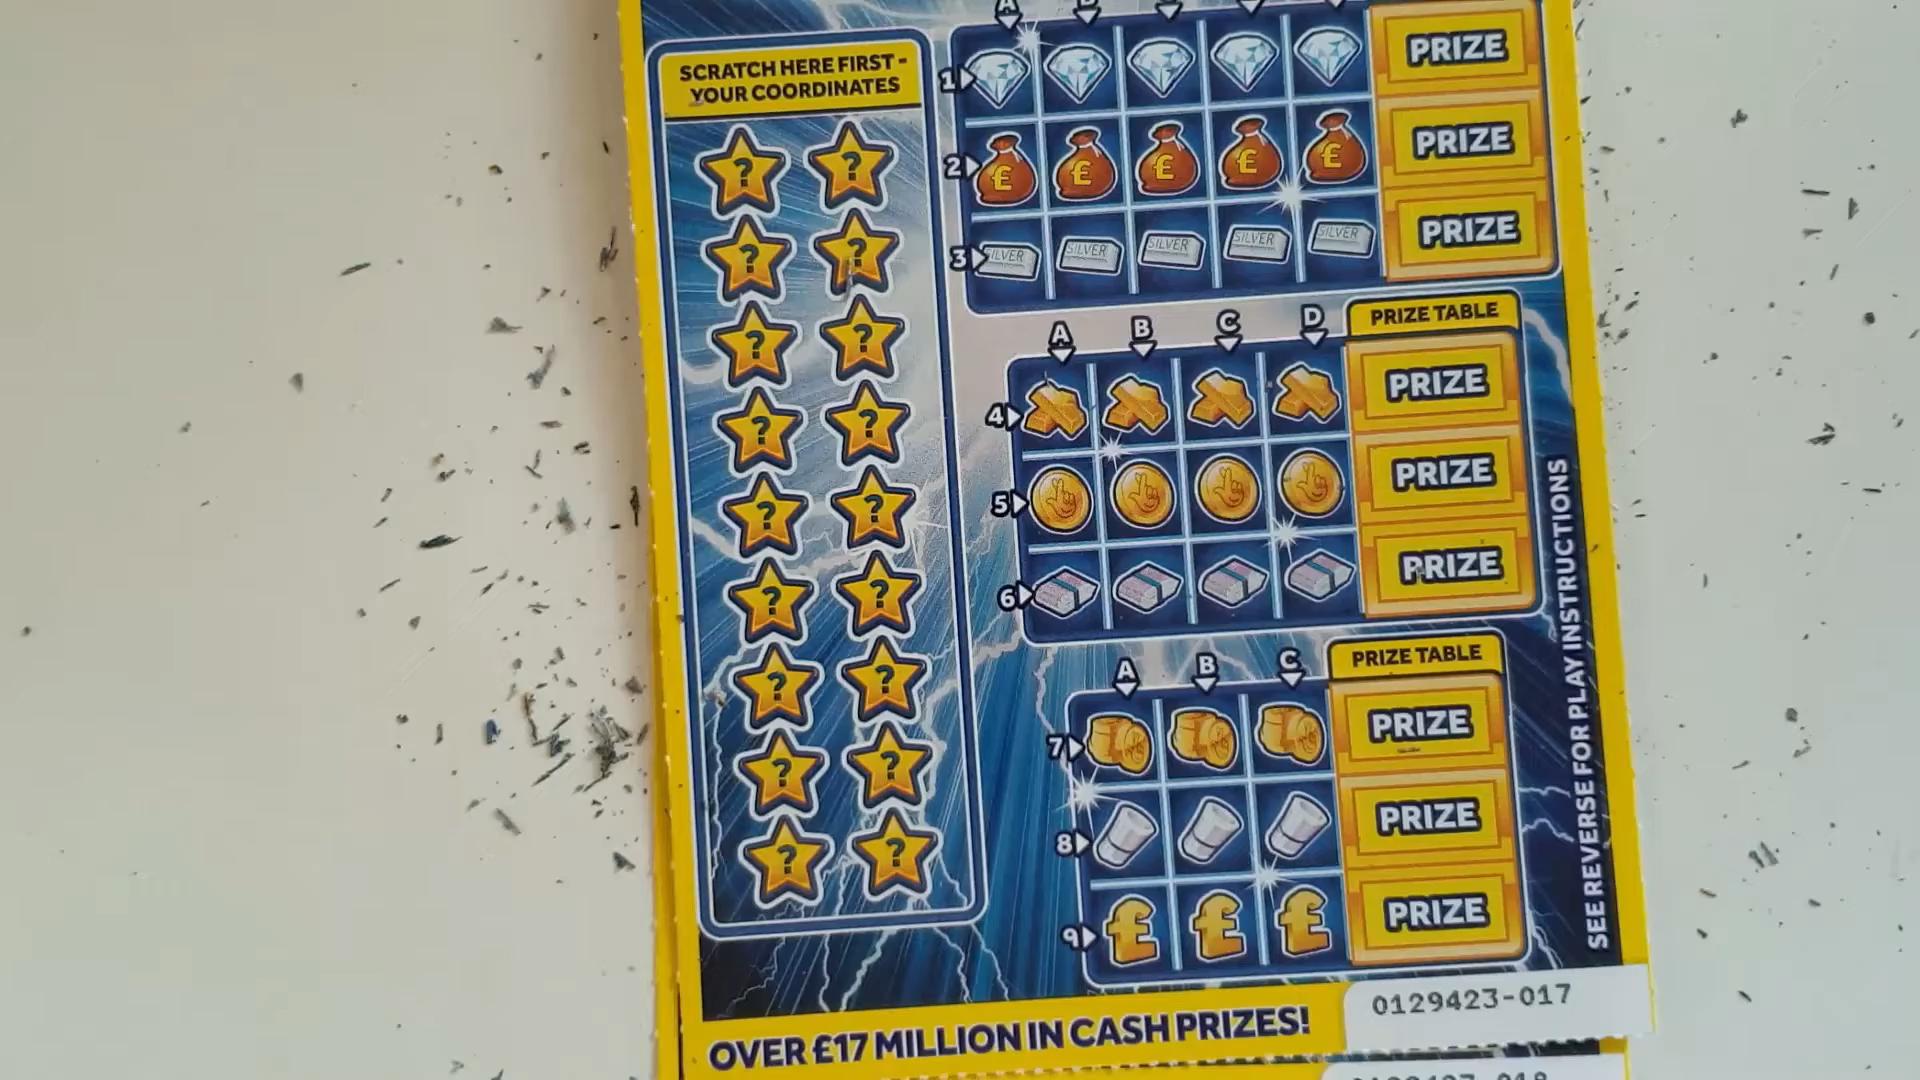 SCRATCH HERE FIRST -
YOUR COORDINATES
? ?
? ?
? ?
? ?
? ?
? ?
? ?
? ?
? ?
1
PRIZE
2 £ £ £ £ £
PRIZE
3 SILVER SILVER SILVER SILVER SILVER
PRIZE
A B C D
PRIZE TABLE
4
PRIZE
5
PRIZE
6
PRIZE
A B C
PRIZE TABLE
7
PRIZE
8
PRIZE
9 £ £ £
PRIZE
SEE REVERSE FOR PLAY INSTRUCTIONS
OVER £17 MILLION IN CASH PRIZES!
0129423-017